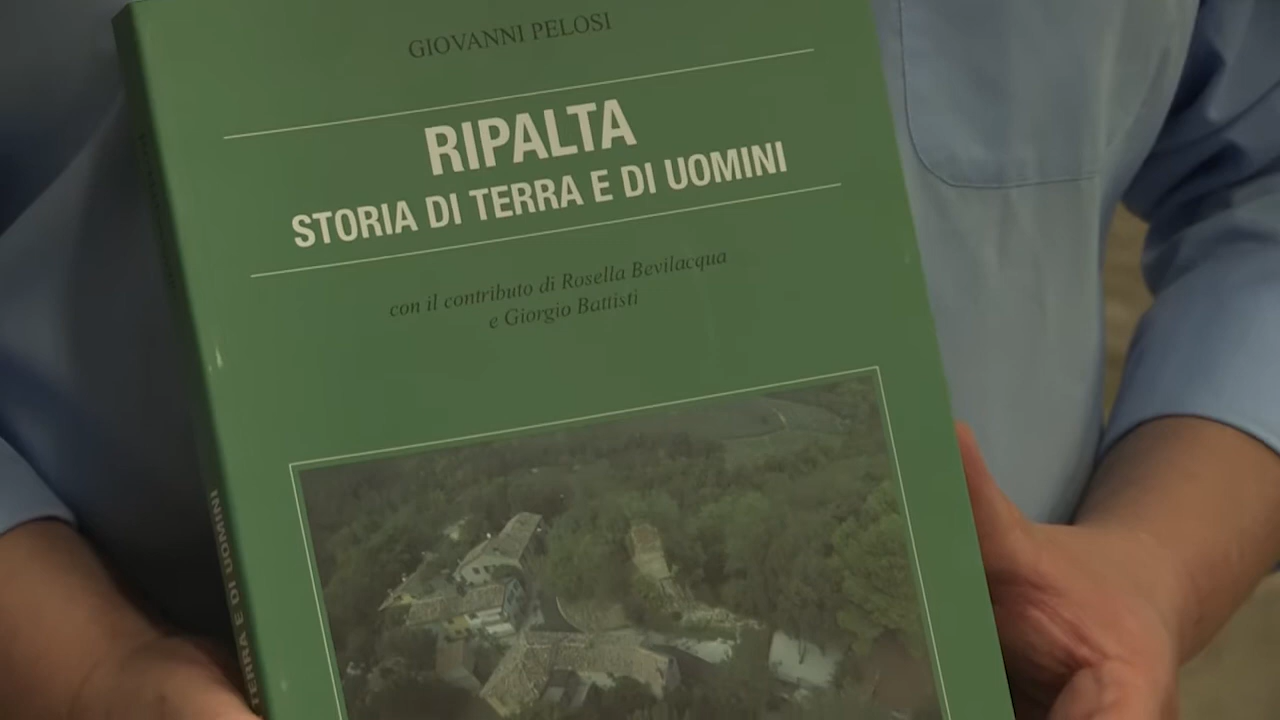 GIOVANNI PELOSI
RIPALTA
STORIA DI TERRA E DI UOMINI
con il contributo di Rosella Bevilacqua
e Giorgio Battisti
TERRA E DI UOMINI